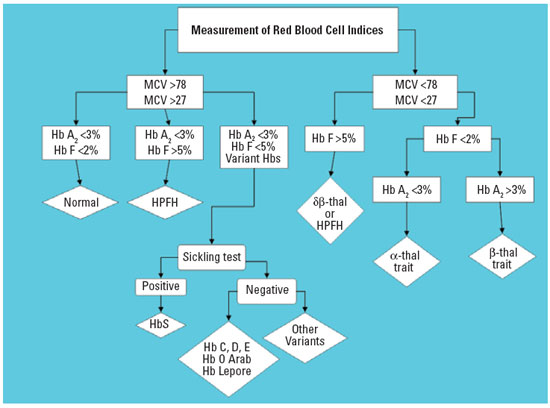 Measurement of Red Blood Cell Indices
MCV >78
MCV >27
MCV <78
MCV <27
Hb A₂ <3%
Hb F <2%
Hb A₂ <3%
Hb F >5%
Hb A₂ <3%
Hb F <5%
Variant Hbs
Hb F >5%
Hb F <2%
Normal
HPFH
δβ-thal
or
HPFH
Hb A₂ <3%
Hb A₂ >3%
α-thal
trait
β-thal
trait
Sickling test
Positive
Negative
HbS
Hb C, D, E
Hb O Arab
Hb Lepore
Other
Variants